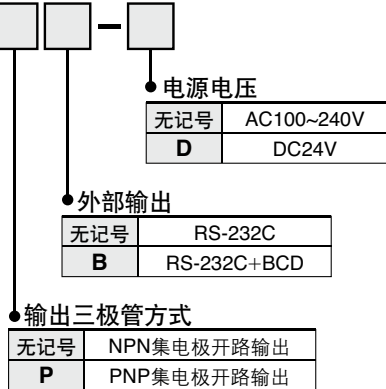 电源电压
无记号 AC100~240V
D DC24V
外部输出
无记号 RS-232C
B RS-232C+BCD
输出三极管方式
无记号 NPN集电极开路输出
P PNP集电极开路输出